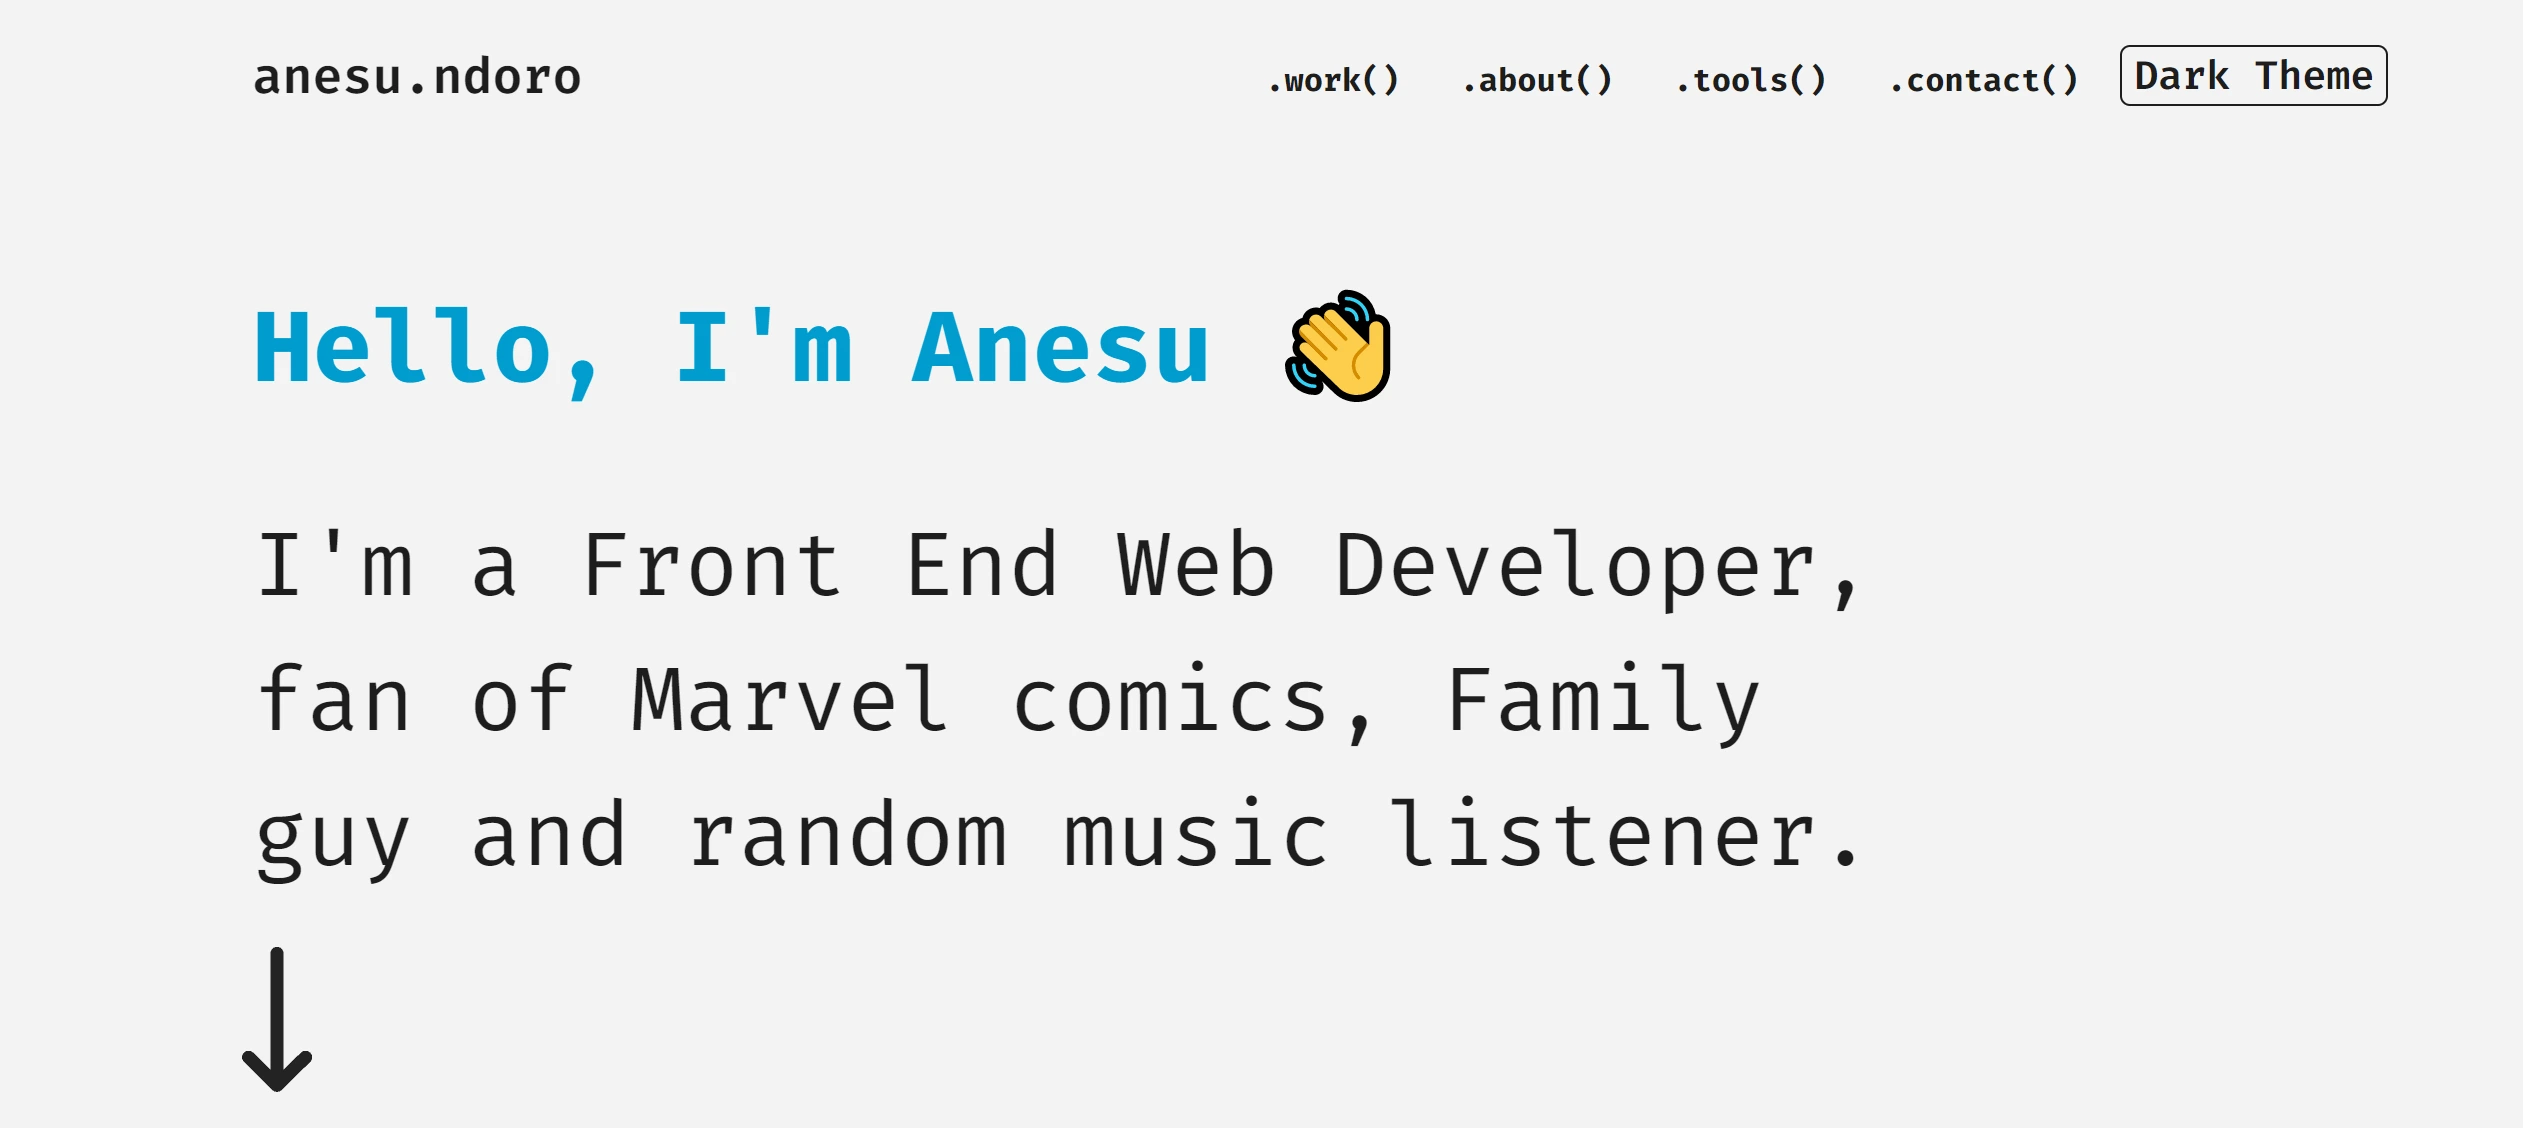 anesu.ndoro
.work() .about() .tools() .contact() Dark Theme
Hello, I'm Anesu
I'm a Front End Web Developer,
fan of Marvel comics, Family
guy and random music listener.